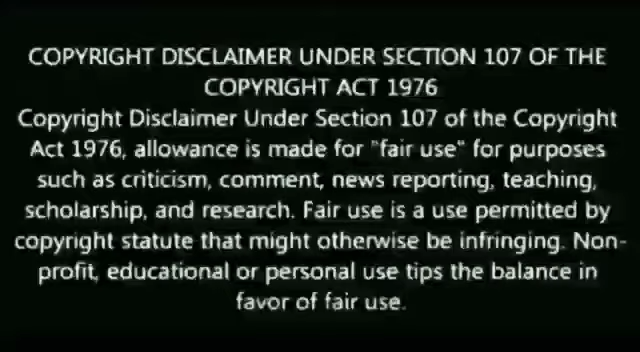 COPYRIGHT DISCLAIMER UNDER SECTION 107 OF THE
COPYRIGHT ACT 1976
Copyright Disclaimer Under Section 107 of the Copyright
Act 1976, allowance is made for "fair use" for purposes
such as criticism, comment, news reporting, teaching,
scholarship, and research. Fair use is a use permitted by
copyright statute that might otherwise be infringing. Non-
profit, educational or personal use tips the balance in
favor of fair use.